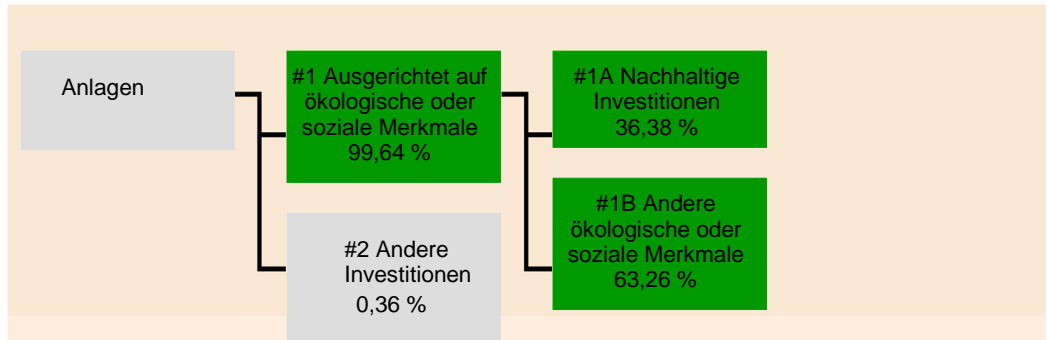 Anlagen
#1 Ausgerichtet auf
ökologische oder
soziale Merkmale
99,64 %
#2 Andere
Investitionen
0,36 %
#1A Nachhaltige
Investitionen
36,38 %
#1B Andere
ökologische oder
soziale Merkmale
63,26 %